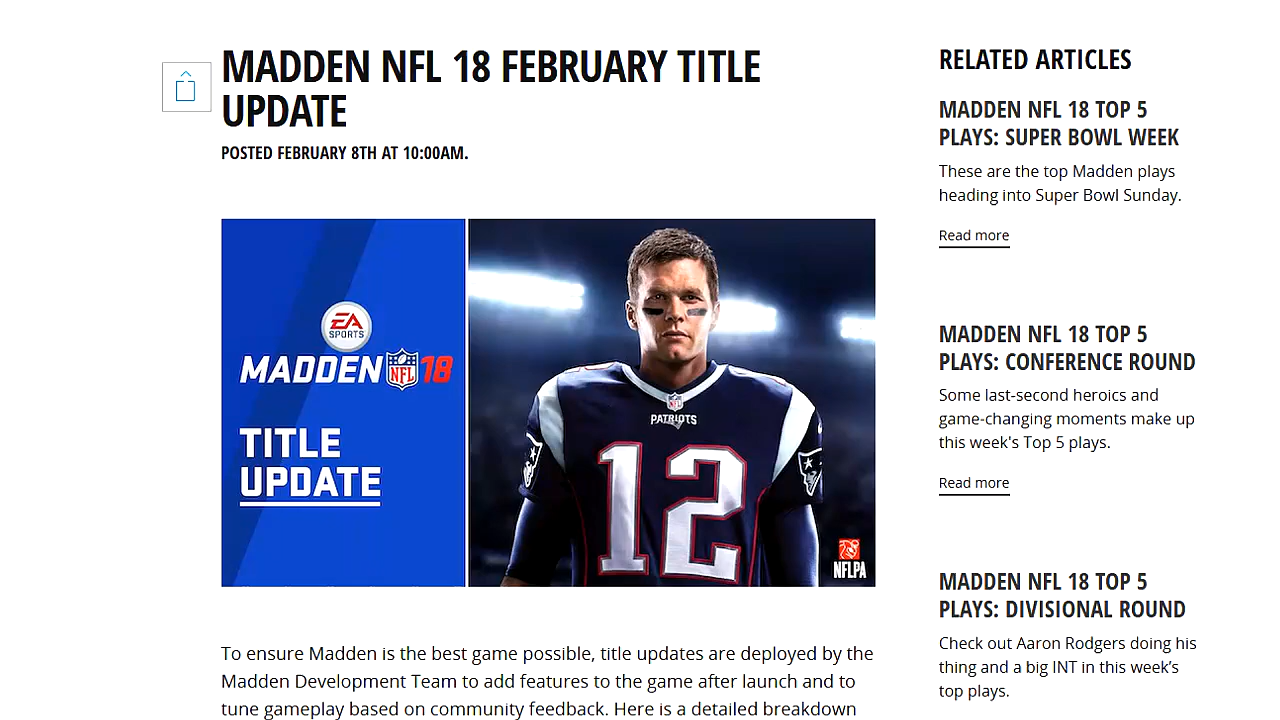 MADDEN NFL 18 FEBRUARY TITLE
UPDATE
POSTED FEBRUARY 8TH AT 10:00AM.
EA
SPORTS
MADDEN NFL 18
TITLE
UPDATE
NFL
PATRIOTS
12
NFLPA
To ensure Madden is the best game possible, title updates are deployed by the
Madden Development Team to add features to the game after launch and to
tune gameplay based on community feedback. Here is a detailed breakdown
RELATED ARTICLES
MADDEN NFL 18 TOP 5
PLAYS: SUPER BOWL WEEK
These are the top Madden plays
heading into Super Bowl Sunday.
Read more
MADDEN NFL 18 TOP 5
PLAYS: CONFERENCE ROUND
Some last-second heroics and
game-changing moments make up
this week's Top 5 plays.
Read more
MADDEN NFL 18 TOP 5
PLAYS: DIVISIONAL ROUND
Check out Aaron Rodgers doing his
thing and a big INT in this week’s
top plays.